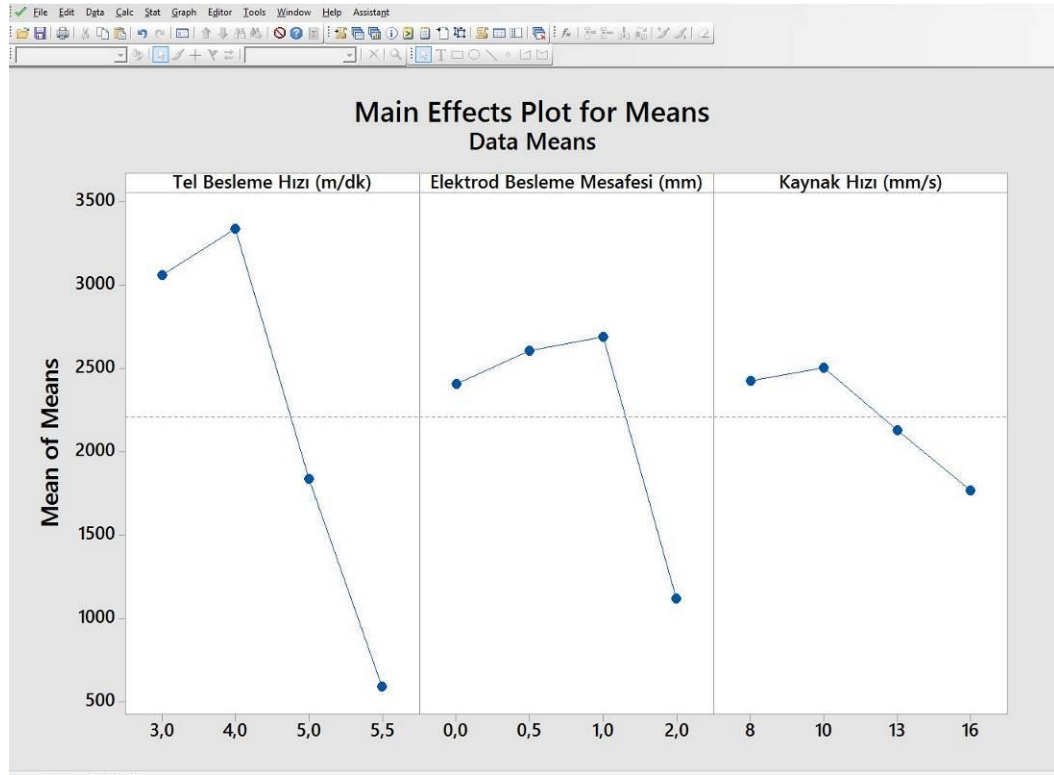 File Edit Data Calc Stat Graph Editor Tools Window Help Assistant
Main Effects Plot for Means
Data Means
Tel Besleme Hızı (m/dk) Elektrod Besleme Mesafesi (mm) Kaynak Hızı (mm/s)
Mean of Means
3500
3000
2500
2000
1500
1000
500
3,0 4,0 5,0 5,5 0,0 0,5 1,0 2,0 8 10 13 16